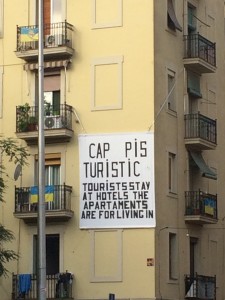 CAP PIS
TURISTIC
TOURISTS STAY
AT HOTELS THE
APARTAMENTS
ARE FOR LIVING IN